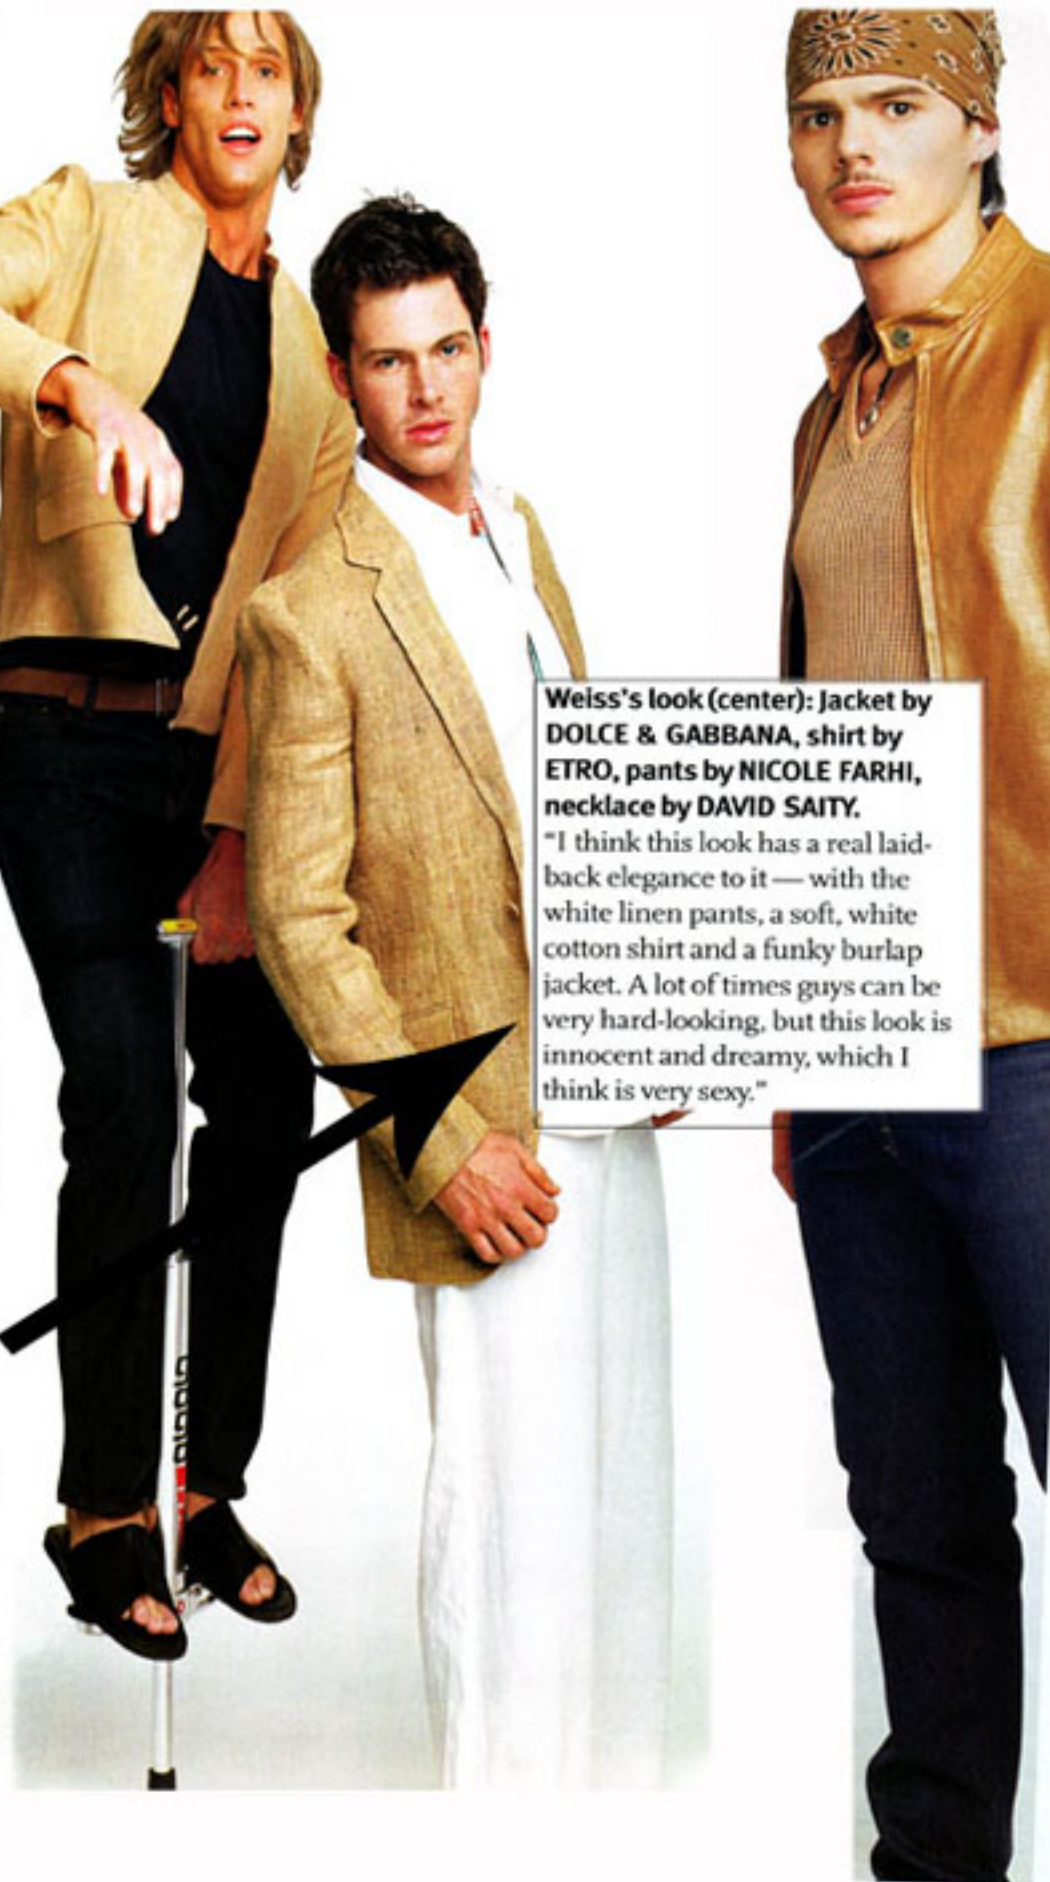 Weiss's look (center): Jacket by
DOLCE & GABBANA, shirt by
ETRO, pants by NICOLE FARHI,
necklace by DAVID SAITY.
"I think this look has a real laid-
back elegance to it — with the
white linen pants, a soft, white
cotton shirt and a funky burlap
jacket. A lot of times guys can be
very hard-looking, but this look is
innocent and dreamy, which I
think is very sexy."